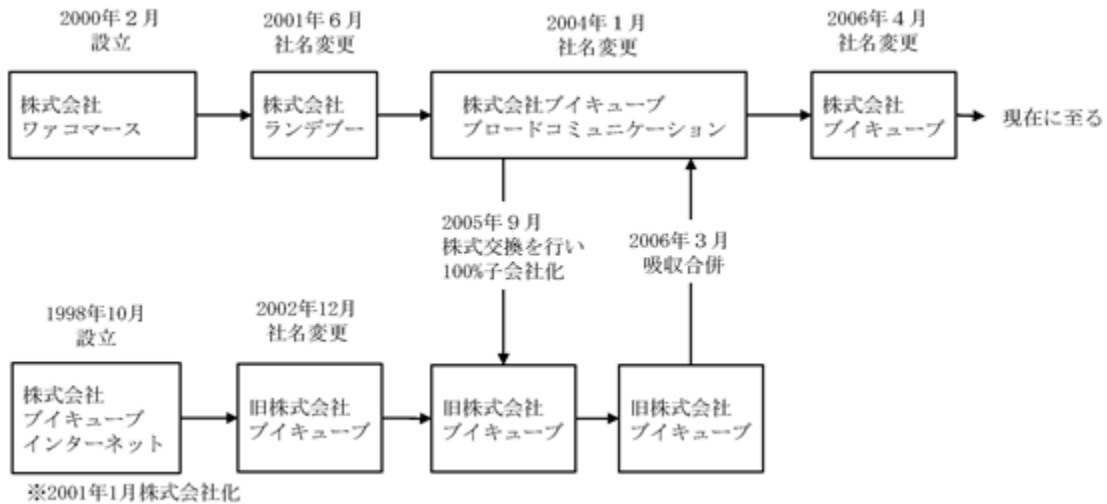 2000年2月
設立
2001年6月
社名変更
2004年1月
社名変更
2006年4月
社名変更
株式会社
ワァコマース
株式会社
ランデブー
株式会社ブイキューブ
ブロードコミュニケーション
株式会社
ブイキューブ
現在に至る
2005年9月
株式交換を行い
100%子会社化
2006年3月
吸収合併
1998年10月
設立
2002年12月
社名変更
株式会社
ブイキューブ
インターネット
旧株式会社
ブイキューブ
旧株式会社
ブイキューブ
旧株式会社
ブイキューブ
※2001年1月株式会社化